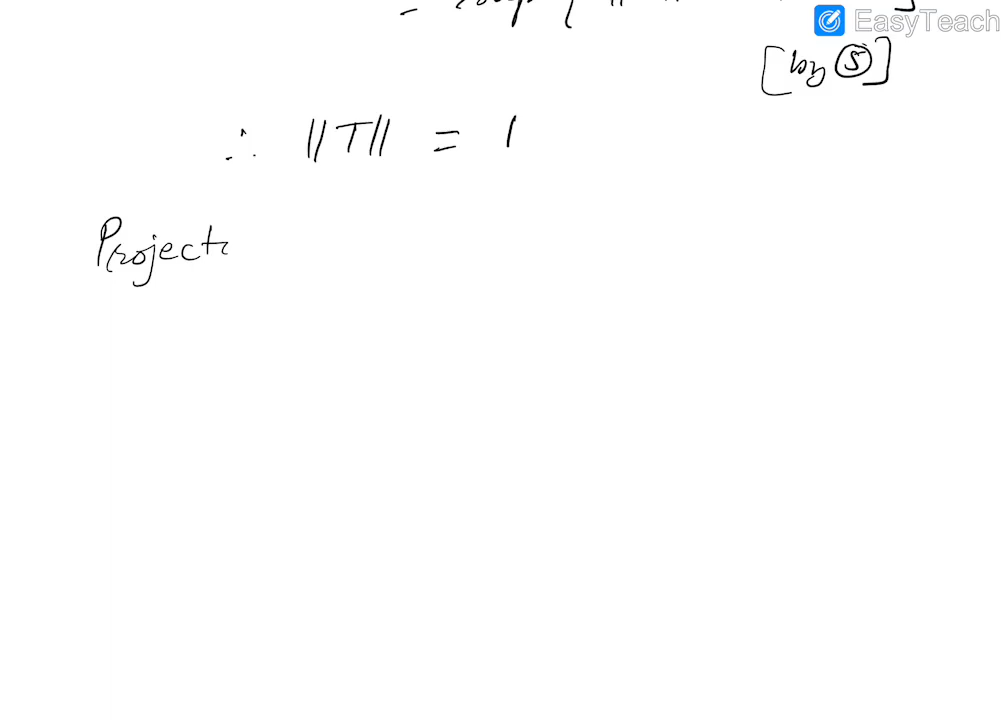 EasyTeach
[by ⑤]
∴ ||T|| = 1
Projecti